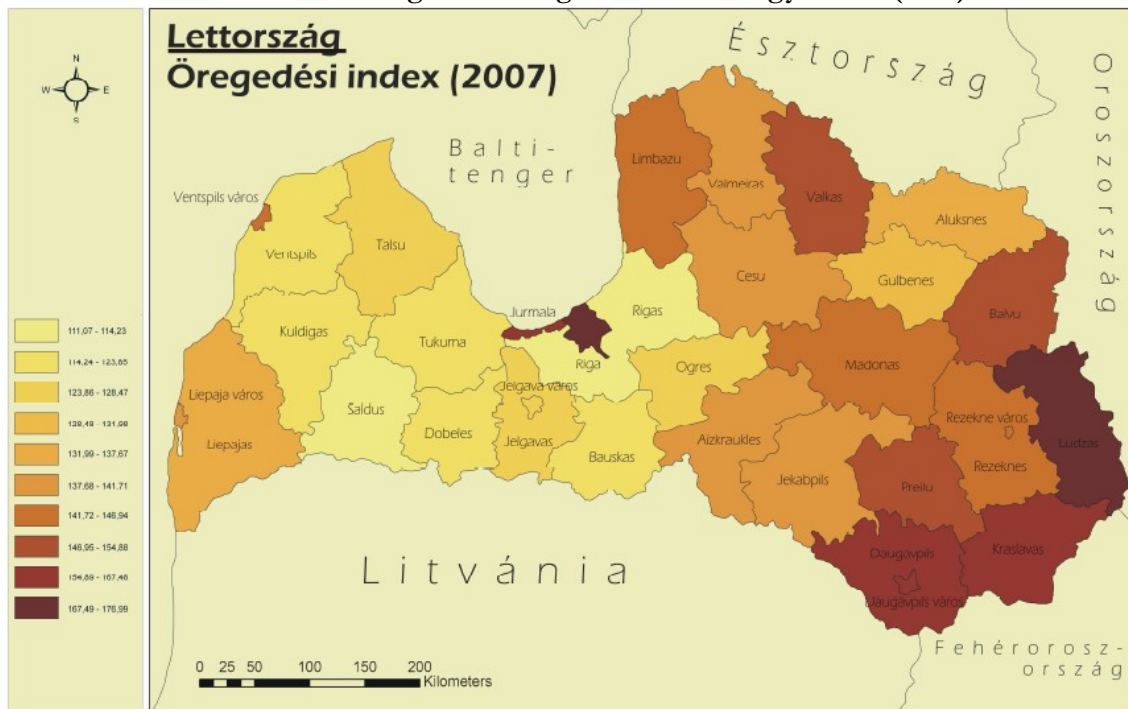 Lettország
Öregedési index (2007)
N
W E
S
Észtország
Oroszország
Balti-
tenger
Litvánia
Fehérorosz-
ország
Ventspils város
Ventspils
Talsu
Kuldigas
Tukuma
Jurmala
Riga
Rigas
Liepaja város
Liepajas
Saldus
Dobeles
Jelgava város
Jelgavas
Bauskas
Ogres
Limbazu
Valmeiras
Valkas
Aluksnes
Cesu
Gulbenes
Balvu
Madonas
Aizkraukles
Jekabpils
Preilu
Rezekne város
Rezeknes
Ludzas
Daugavpils
Daugavpils város
Kraslavas
111,07 - 114,23
114,24 - 123,85
123,86 - 128,47
128,48 - 131,98
131,99 - 137,67
137,68 - 141,71
141,72 - 146,94
146,95 - 154,88
154,89 - 167,48
167,49 - 176,99
0 25 50 100 150 200
Kilometers